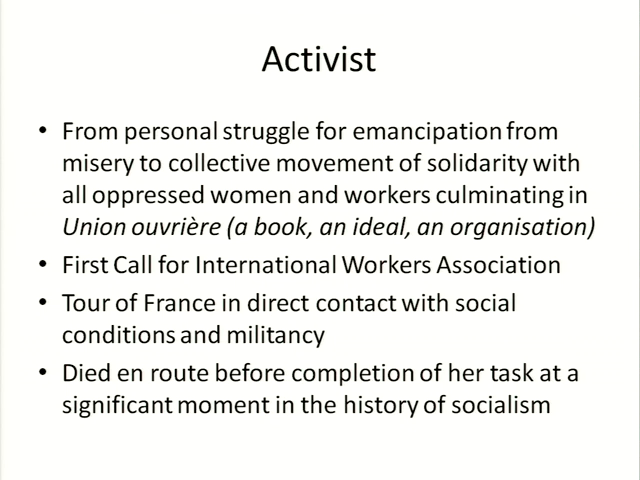 Activist
• From personal struggle for emancipation from
misery to collective movement of solidarity with
all oppressed women and workers culminating in
Union ouvrière (a book, an ideal, an organisation)
• First Call for International Workers Association
• Tour of France in direct contact with social
conditions and militancy
• Died en route before completion of her task at a
significant moment in the history of socialism